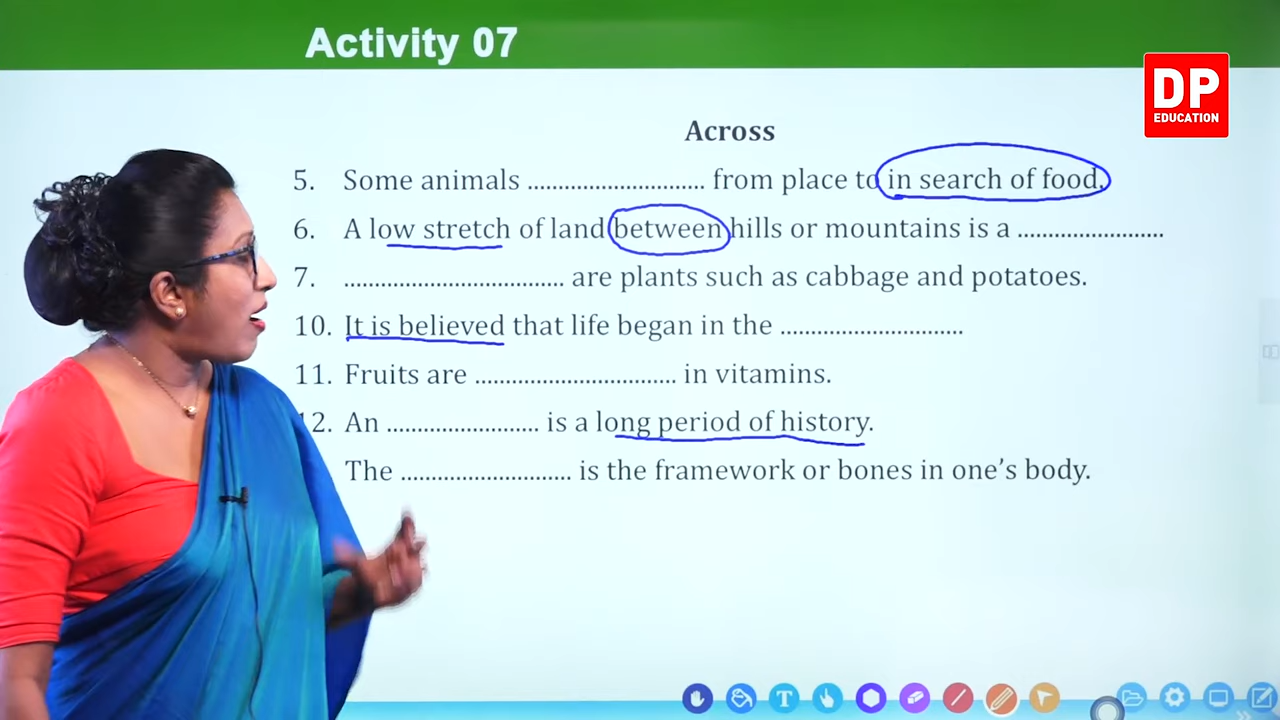 Activity 07
DP
EDUCATION
Across
5. Some animals .............................. from place to in search of food.
6. A low stretch of land between hills or mountains is a .........................
7. ..................................... are plants such as cabbage and potatoes.
10. It is believed that life began in the ...............................
11. Fruits are .................................. in vitamins.
12. An .......................... is a long period of history.
The ............................. is the framework or bones in one’s body.